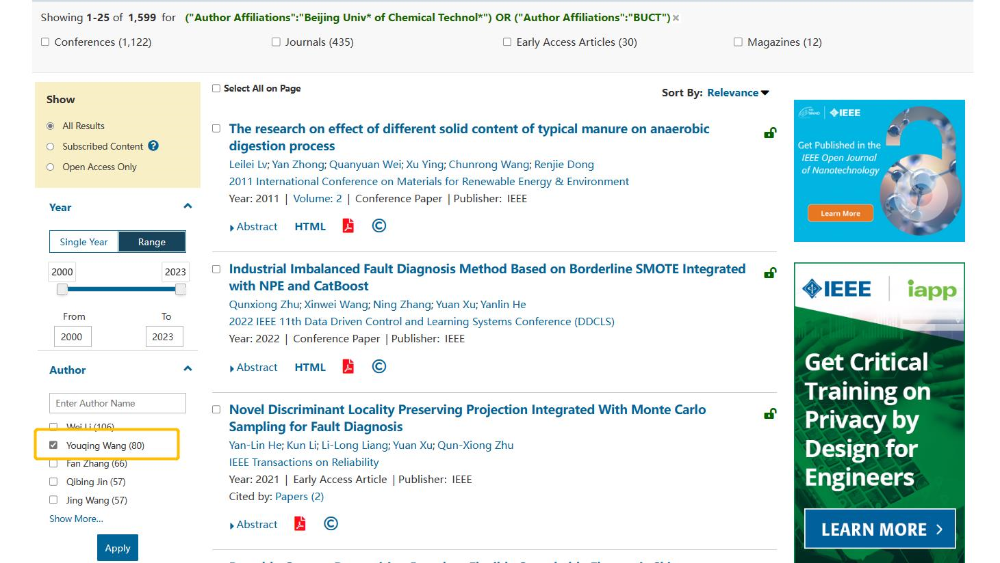 Showing 1-25 of 1,599 for ("Author Affiliations":"Beijing Univ* of Chemical Technol*") OR ("Author Affiliations":"BUCT") ×
Conferences (1,122)
Journals (435)
Early Access Articles (30)
Magazines (12)
Show
All Results
Subscribed Content ?
Open Access Only
Year
Single Year
Range
2000
2023
From
To
2000
2023
Author
Enter Author Name
Wei Li (106)
Youqing Wang (80)
Fan Zhang (66)
Qibing Jin (57)
Jing Wang (57)
Show More...
Apply
Select All on Page
Sort By: Relevance
The research on effect of different solid content of typical manure on anaerobic
digestion process
Leilei Lv; Yan Zhong; Quanyuan Wei; Xu Ying; Chunrong Wang; Renjie Dong
2011 International Conference on Materials for Renewable Energy & Environment
Year: 2011 | Volume: 2 | Conference Paper | Publisher: IEEE
Abstract HTML ©
Industrial Imbalanced Fault Diagnosis Method Based on Borderline SMOTE Integrated
with NPE and CatBoost
Qunxiong Zhu; Xinwei Wang; Ning Zhang; Yuan Xu; Yanlin He
2022 IEEE 11th Data Driven Control and Learning Systems Conference (DDCLS)
Year: 2022 | Conference Paper | Publisher: IEEE
Abstract HTML ©
Novel Discriminant Locality Preserving Projection Integrated With Monte Carlo
Sampling for Fault Diagnosis
Yan-Lin He; Kun Li; Li-Long Liang; Yuan Xu; Qun-Xiong Zhu
IEEE Transactions on Reliability
Year: 2021 | Early Access Article | Publisher: IEEE
Cited by: Papers (2)
Abstract ©
IEEE
Get Published in the
IEEE Open Journal
of Nanotechnology
Learn More
IEEE
iapp
Get Critical
Training on
Privacy by
Design for
Engineers
LEARN MORE